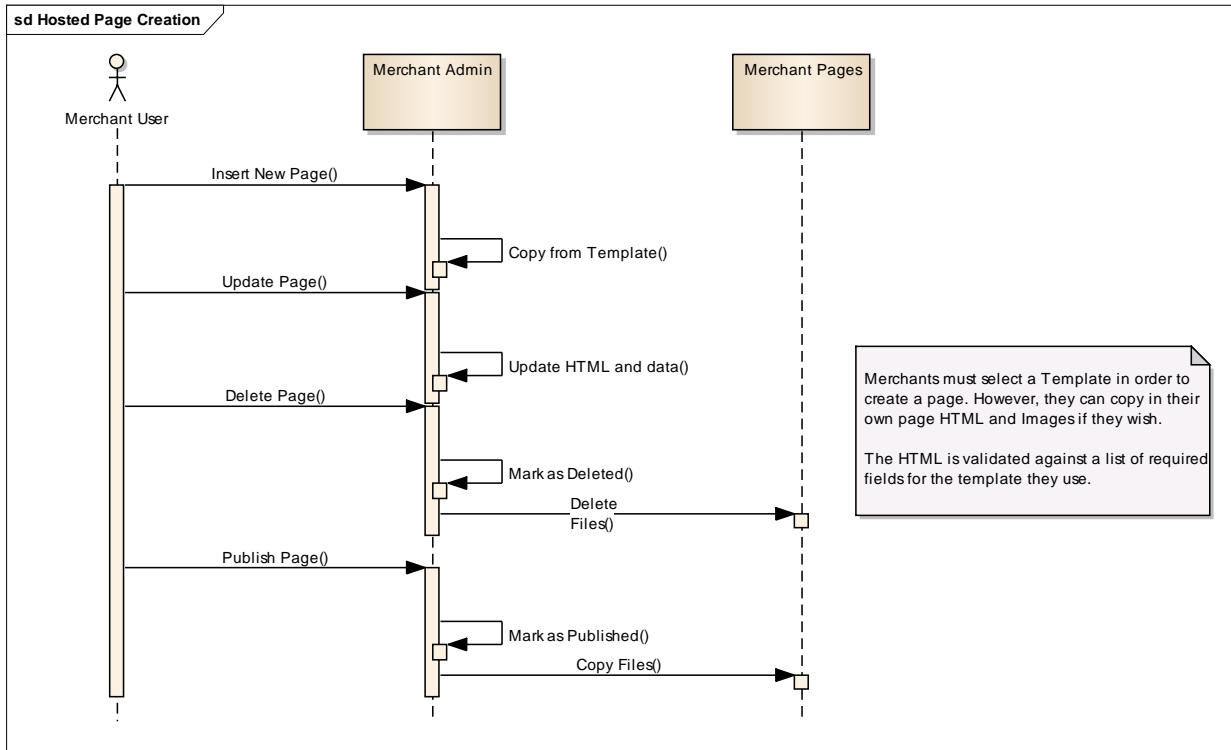 sd Hosted Page Creation
Merchant User
Merchant Admin
Merchant Pages
Insert New Page()
Copy from Template()
Update Page()
Update HTML and data()
Delete Page()
Mark as Deleted()
Delete
Files()
Publish Page()
Mark as Published()
Copy Files()
Merchants must select a Template in order to
create a page. However, they can copy in their
own page HTML and Images if they wish.
The HTML is validated against a list of required
fields for the template they use.